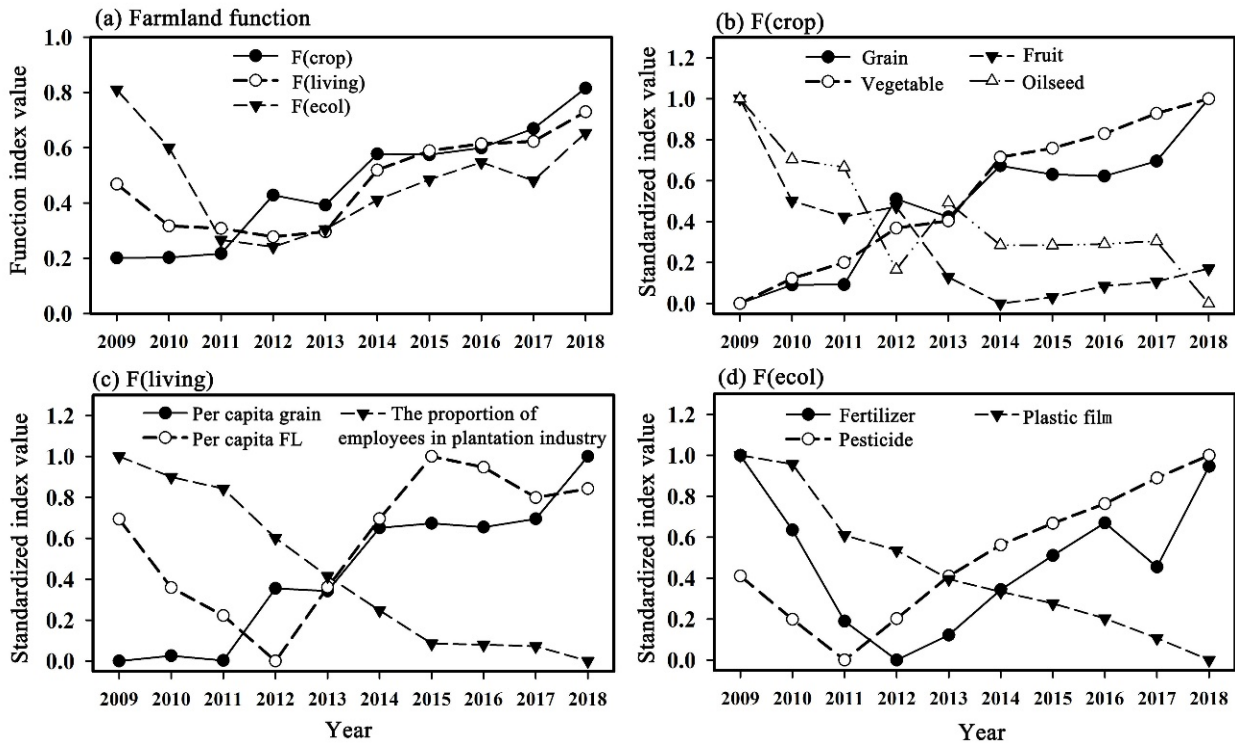 (a) Farmland function
Function index value
1.0
0.8
0.6
0.4
0.2
0.0
F(crop)
F(living)
F(ecol)
2009 2010 2011 2012 2013 2014 2015 2016 2017 2018
(b) F(crop)
Standardized index value
1.2
1.0
0.8
0.6
0.4
0.2
0.0
Grain
Fruit
Vegetable
Oilseed
2009 2010 2011 2012 2013 2014 2015 2016 2017 2018
(c) F(living)
Standardized index value
1.2
1.0
0.8
0.6
0.4
0.2
0.0
Per capita grain
Per capita FL
The proportion of
employees in plantation industry
2009 2010 2011 2012 2013 2014 2015 2016 2017 2018
Year
(d) F(ecol)
Standardized index value
1.2
1.0
0.8
0.6
0.4
0.2
0.0
Fertilizer
Plastic film
Pesticide
2009 2010 2011 2012 2013 2014 2015 2016 2017 2018
Year